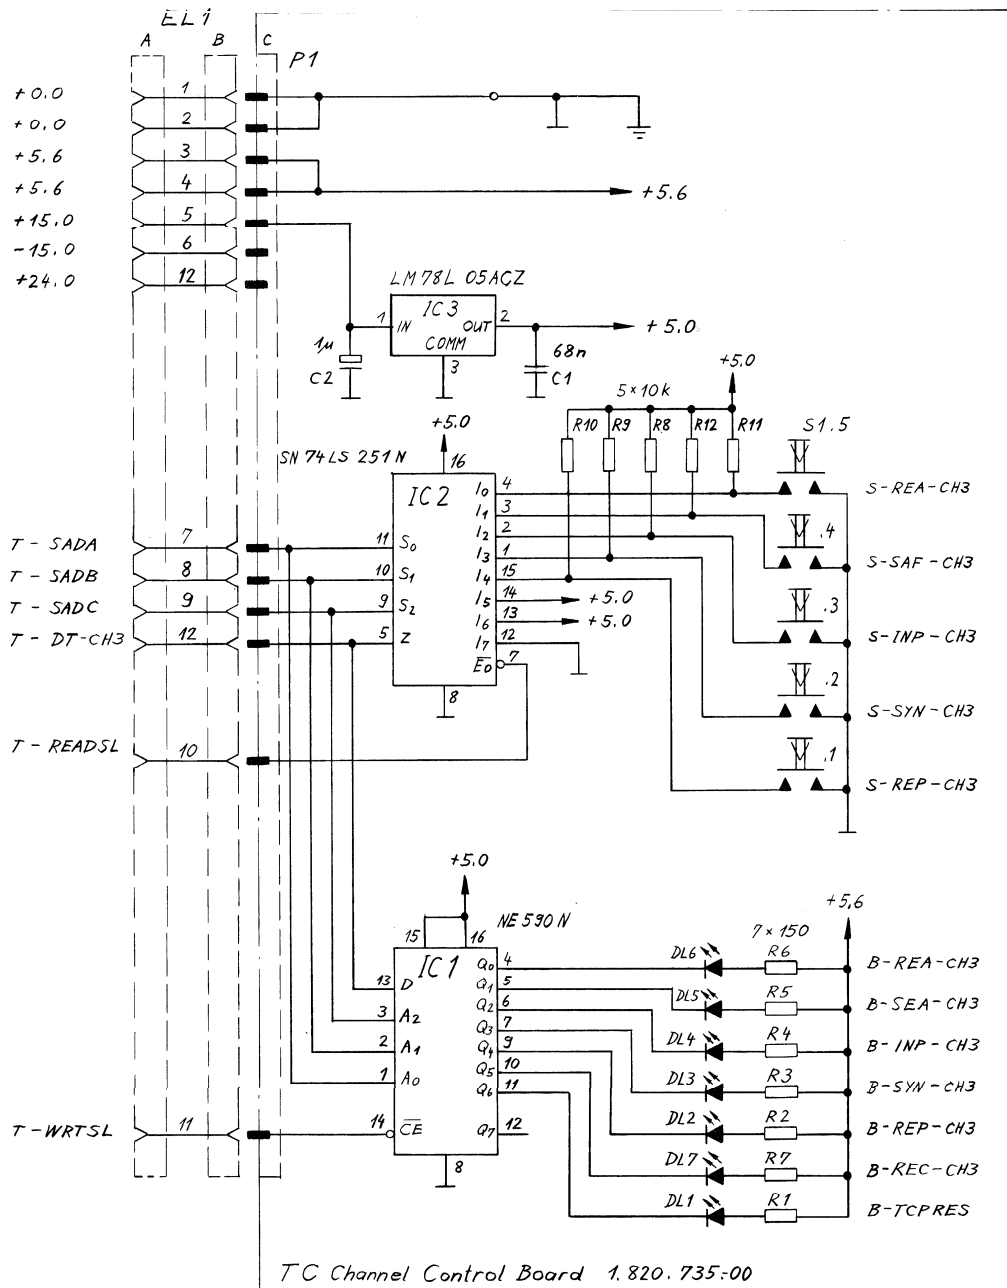 EL1
A B C
P1
+0.0 1
+0.0 2
+5.6 3
+5.6 4 +5.6
+15.0 5
-15.0 6
+24.0 12
LM78L 05ACZ
IC3
1 IN OUT 2 +5.0
COMM
3
1µ
C2
68n
C1
+5.0
5×10k
R10 R9 R8 R12 R11
S1.5
+5.0
16
SN 74LS 251N
IC2
I0 4 S-REA-CH3
I1 3
I2 2 .4
I3 1 S-SAF-CH3
I4 15
I5 14 +5.0
I6 13 +5.0
I7 12
E0 7
8
T-SADA 7 11 S0
T-SADB 8 10 S1
T-SADC 9 9 S2
T-DT-CH3 12 5 Z
.3
S-INP-CH3
.2
S-SYN-CH3
.1
S-REP-CH3
T-READSL 10
+5.0
15 16
NE590N
IC1
+5.6
7×150
13 D
3 A2
2 A1
1 A0
T-WRTSL 11 14 CE
Q0 4 DL6 R6 B-REA-CH3
Q1 5 DL5 R5 B-SEA-CH3
Q2 6 DL4 R4 B-INP-CH3
Q3 7 DL3 R3 B-SYN-CH3
Q4 9 DL2 R2 B-REP-CH3
Q5 10 DL7 R7 B-REC-CH3
Q6 11 DL1 R1 B-TCPRES
Q7 12
8
TC Channel Control Board 1.820.735-00